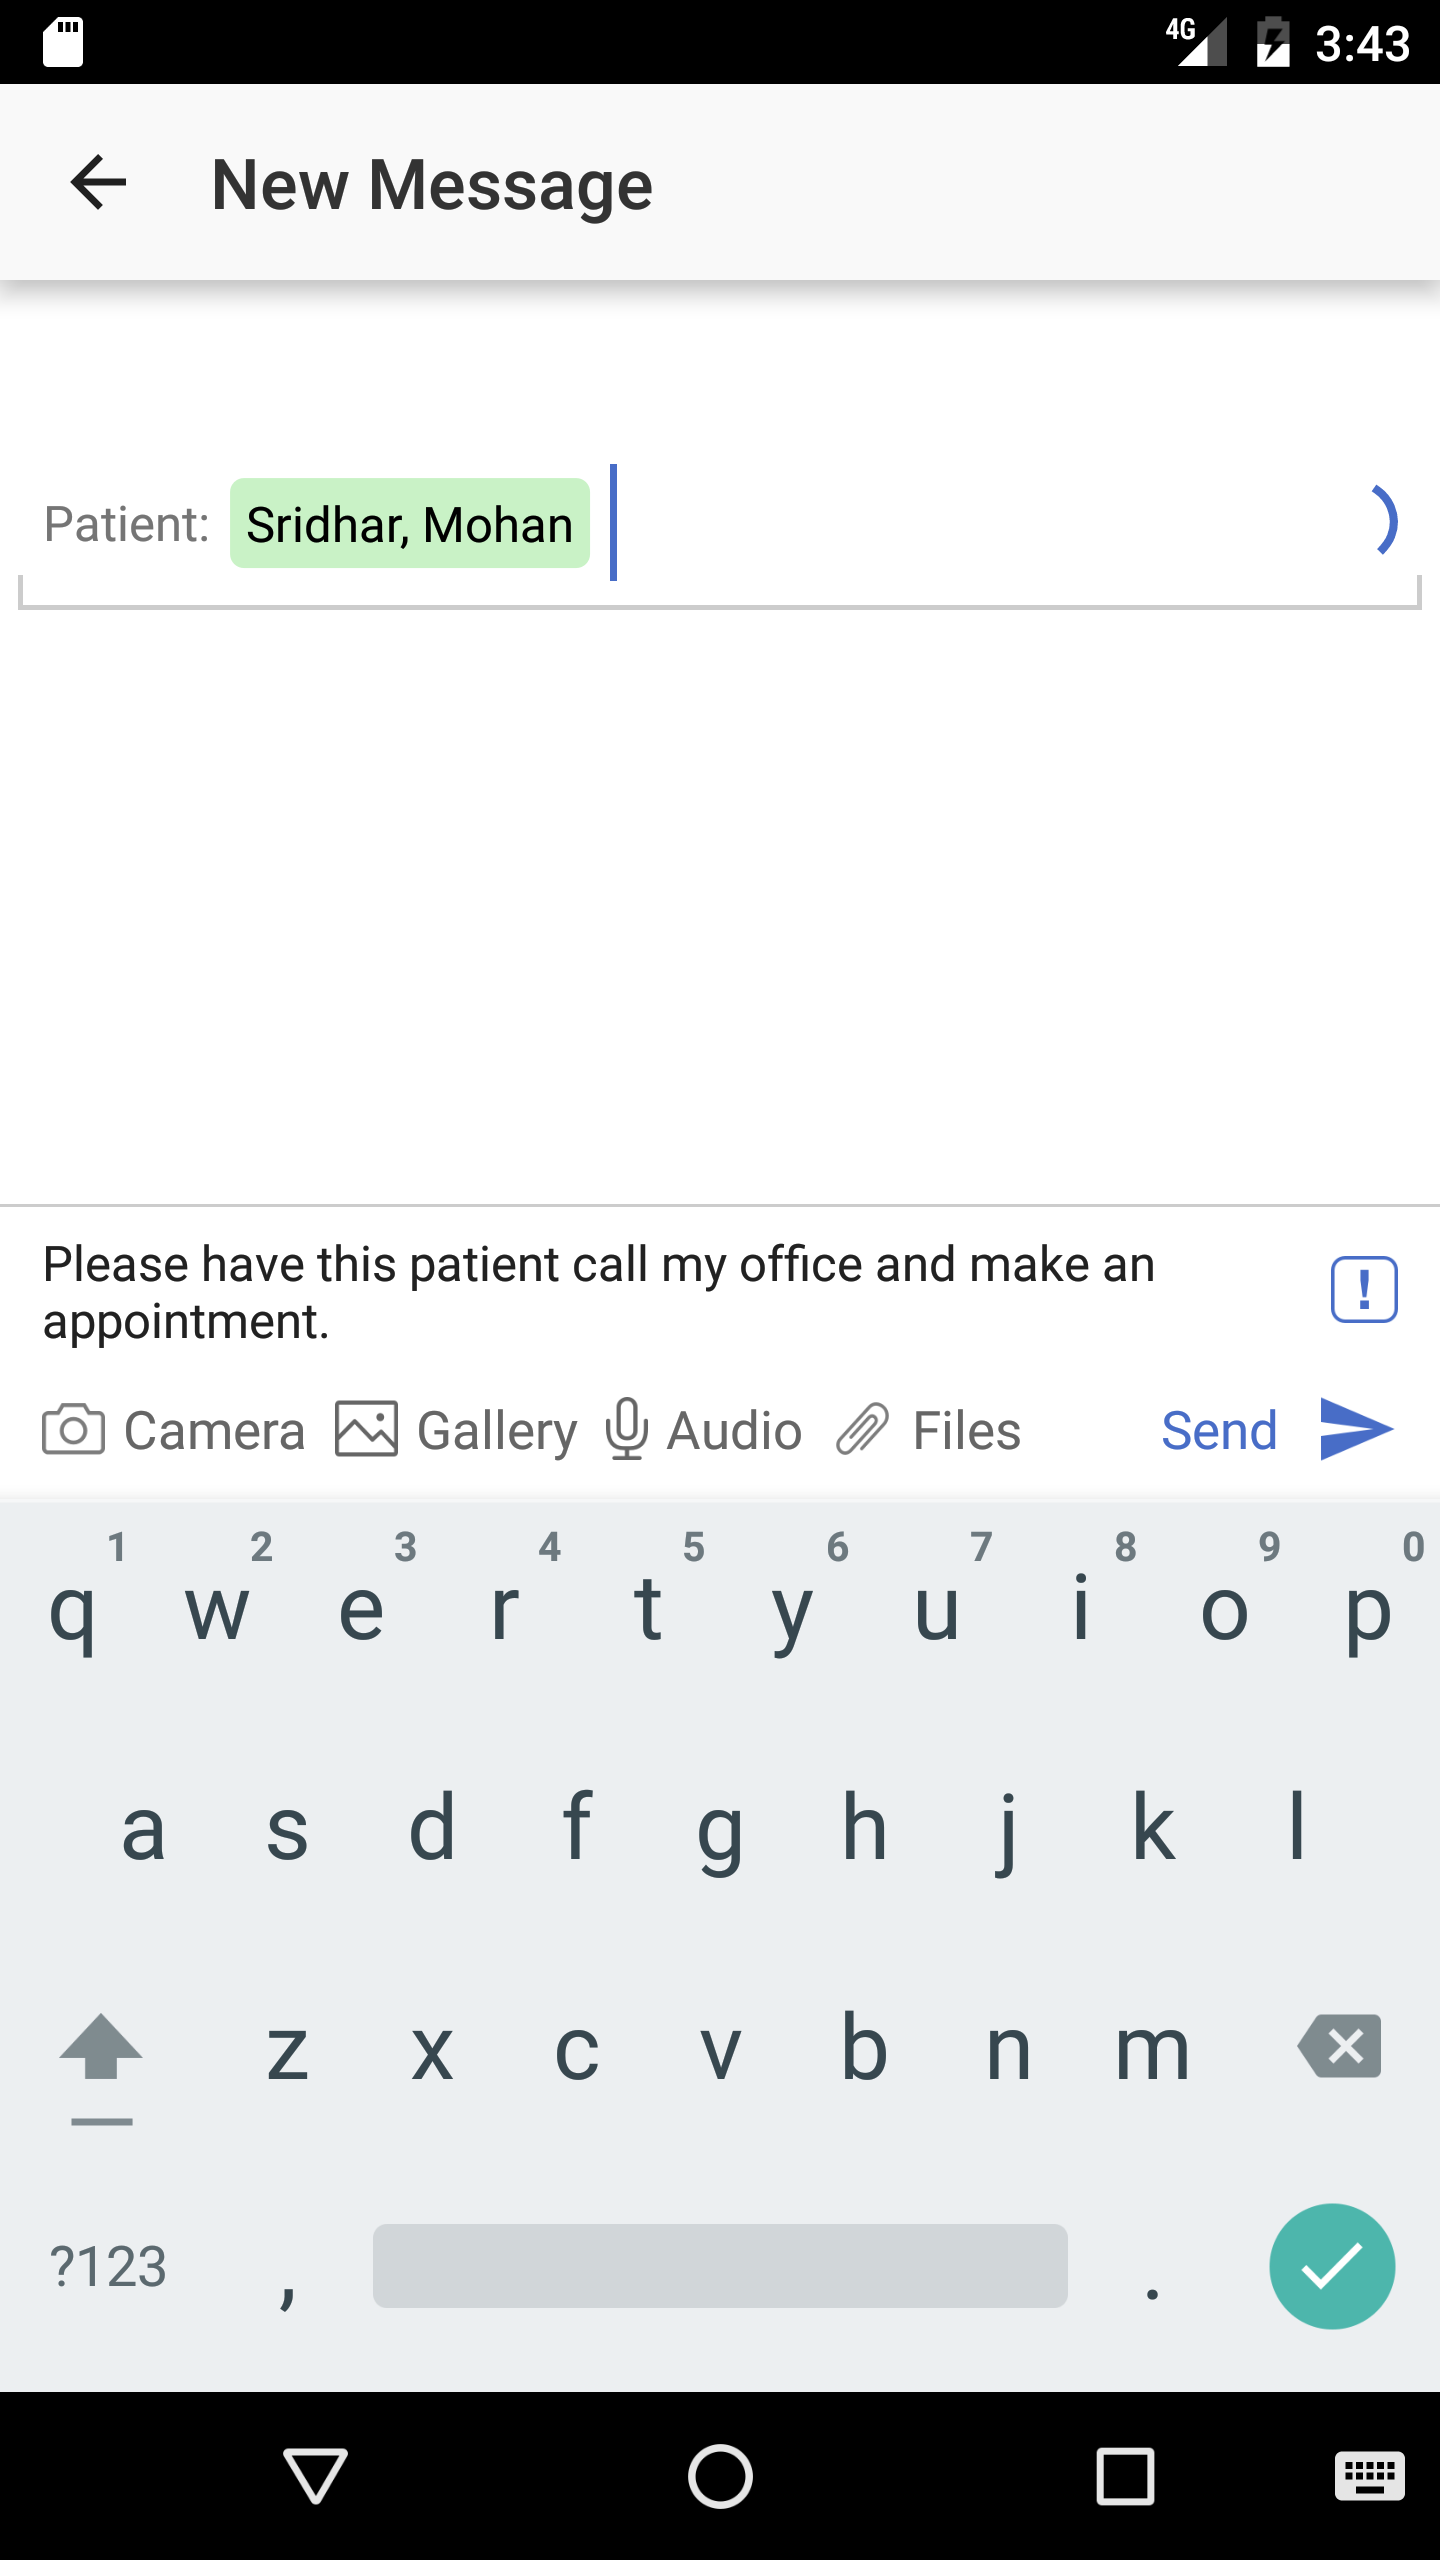 4G 3:43
New Message
Patient: Sridhar, Mohan
Please have this patient call my office and make an
appointment.
!
Camera Gallery Audio Files Send
1 2 3 4 5 6 7 8 9 0
q w e r t y u i o p
a s d f g h j k l
z x c v b n m
?123 , .